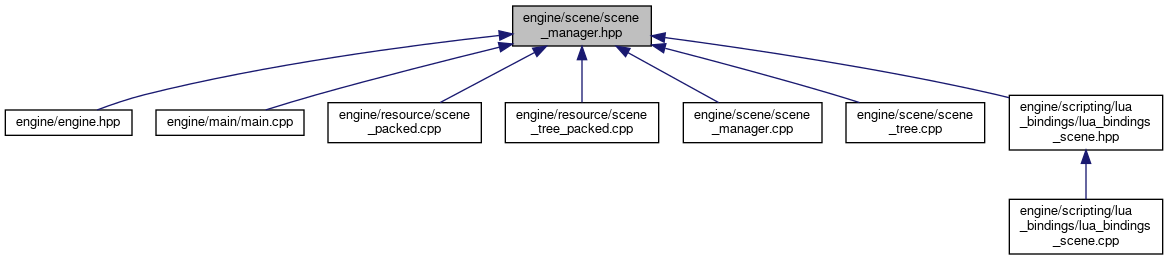 engine/scene/scene
_manager.hpp
engine/engine.hpp
engine/main/main.cpp
engine/resource/scene
_packed.cpp
engine/resource/scene
_tree_packed.cpp
engine/scene/scene
_manager.cpp
engine/scene/scene
_tree.cpp
engine/scripting/lua
_bindings/lua_bindings
_scene.hpp
engine/scripting/lua
_bindings/lua_bindings
_scene.cpp